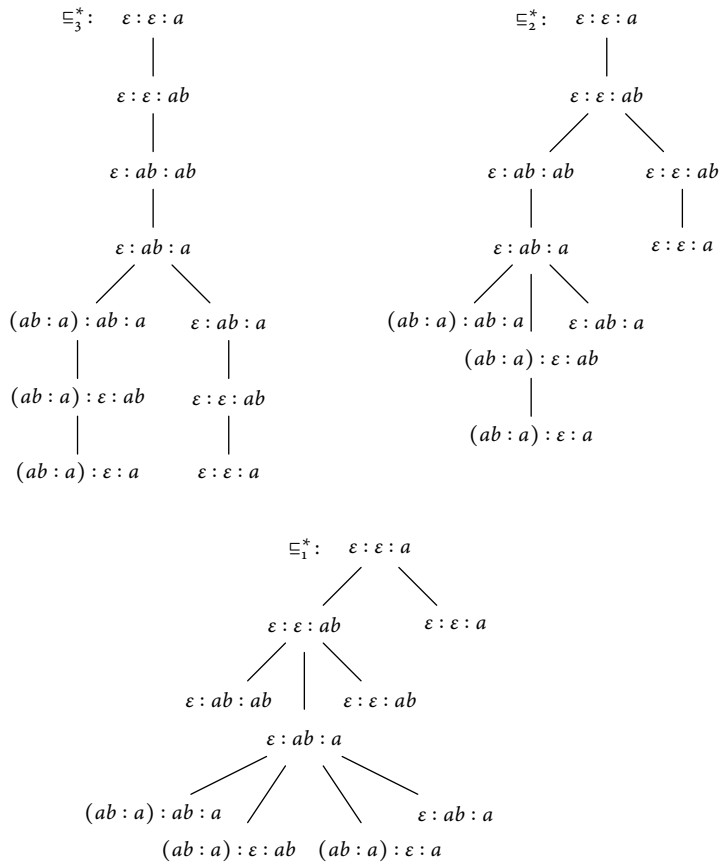 ⊑*₃: ε : ε : a
ε : ε : ab
ε : ab : ab
ε : ab : a
(ab : a) : ab : a ε : ab : a
(ab : a) : ε : ab ε : ε : ab
(ab : a) : ε : a ε : ε : a
⊑*₂: ε : ε : a
ε : ε : ab
ε : ab : ab ε : ε : ab
ε : ab : a ε : ε : a
(ab : a) : ab : a ε : ab : a
(ab : a) : ε : ab
(ab : a) : ε : a
⊑*₁: ε : ε : a
ε : ε : ab ε : ε : a
ε : ab : ab ε : ε : ab
ε : ab : a
(ab : a) : ab : a ε : ab : a
(ab : a) : ε : ab (ab : a) : ε : a